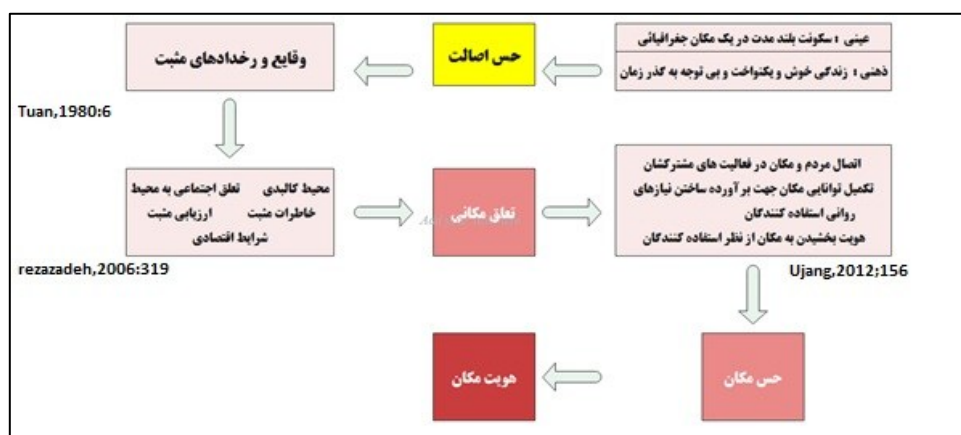 عینی : سکونت بلند مدت در یک مکان جغرافیائی
ذهنی : زندگی خوش و یکنواخت و بی توجه به گذر زمان
حس اصالت
وقایع و رخدادهای مثبت
Tuan,1980:6
محیط کالبدی تعلق اجتماعی به محیط
خاطرات مثبت ارزیابی مثبت
شرایط اقتصادی
rezazadeh,2006:319
تعلق مکانی
اتصال مردم و مکان در فعالیت های مشترکشان
تکمیل توانایی مکان جهت بر آورده ساختن نیازهای
روانی استفاده کنندگان
هویت بخشیدن به مکان از نظر استفاده کنندگان
Ujang,2012;156
حس مکان
هویت مکان